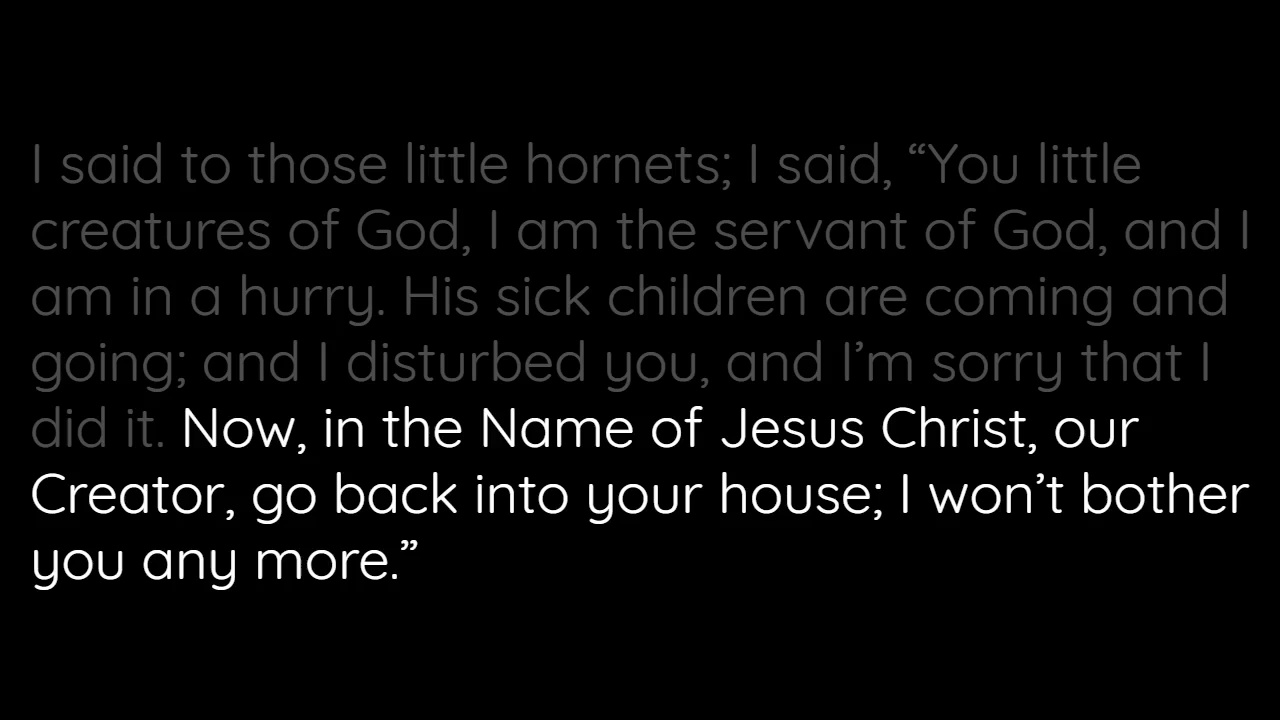 I said to those little hornets; I said, “You little
creatures of God, I am the servant of God, and I
am in a hurry. His sick children are coming and
going; and I disturbed you, and I’m sorry that I
did it. Now, in the Name of Jesus Christ, our
Creator, go back into your house; I won’t bother
you any more.”